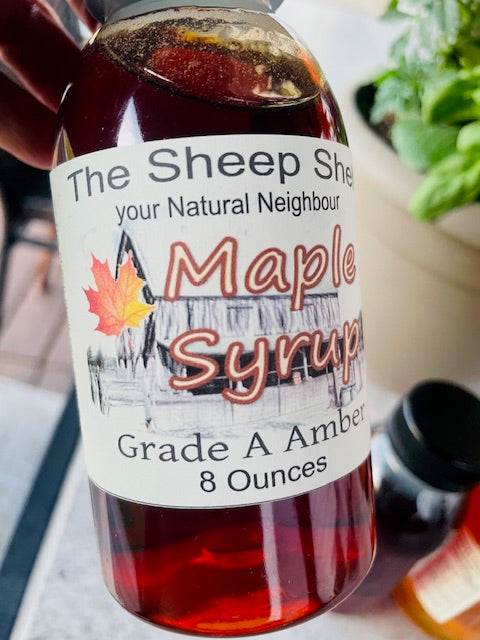 The Sheep She
your Natural Neighbour
Maple
Syrup
Grade A Amber
8 Ounces